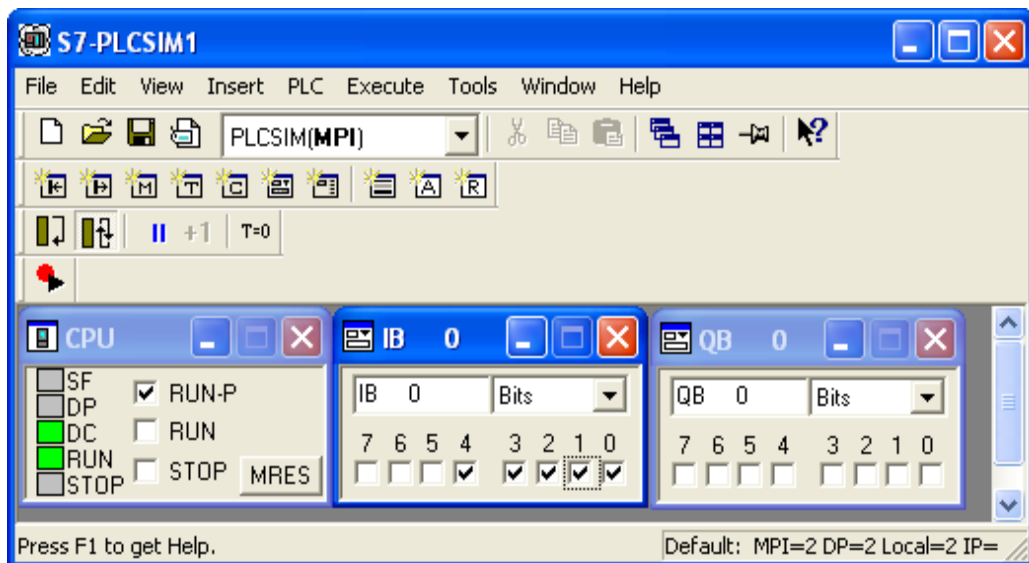 S7-PLCSIM1
File Edit View Insert PLC Execute Tools Window Help
PLCSIM(MPI)
M T C A R
+1 T=0
CPU IB 0 QB 0
SF
DP
DC
RUN
STOP
RUN-P
RUN
STOP MRES
IB 0 Bits
7 6 5 4 3 2 1 0
QB 0 Bits
7 6 5 4 3 2 1 0
Press F1 to get Help. Default: MPI=2 DP=2 Local=2 IP=